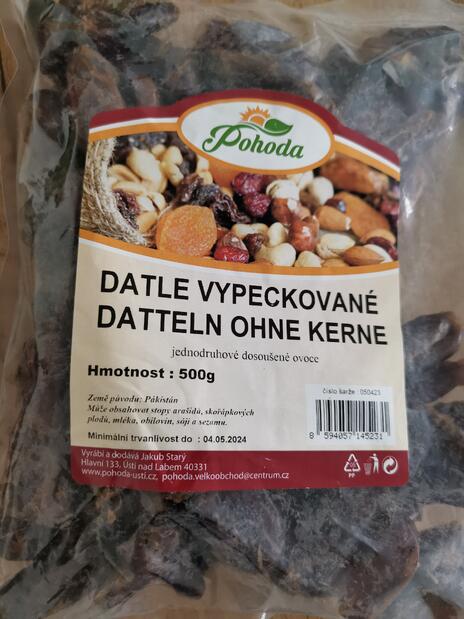 Pohoda
DATLE VYPECKOVANÉ
DATTELN OHNE KERNE
jednodruhové dosoušené ovoce
Hmotnost : 500g
Země původu: Pákistán
Může obsahovat stopy arašídů, skořápkových
plodů, mléka, obilovin, sóji a sezamu.
Minimální trvanlivost do : 04.05.2024
číslo šarže : 050423
8 594057 145231
Vyrábí a dodává Jakub Starý
Hlavní 133, Ústí nad Labem 40331
www.pohoda-usti.cz, pohoda.velkoobchod@centrum.cz
PP